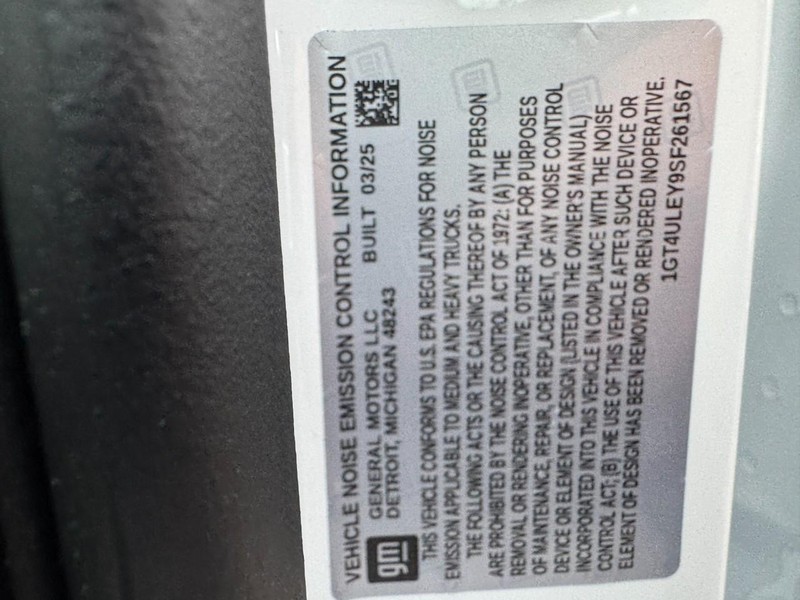 VEHICLE NOISE EMISSION CONTROL INFORMATION
gm
GENERAL MOTORS LLC
DETROIT, MICHIGAN 48243 BUILT 03/25
THIS VEHICLE CONFORMS TO U.S. EPA REGULATIONS FOR NOISE
EMISSION APPLICABLE TO MEDIUM AND HEAVY TRUCKS.
THE FOLLOWING ACTS OR THE CAUSING THEREOF BY ANY PERSON
ARE PROHIBITED BY THE NOISE CONTROL ACT OF 1972: (A) THE
REMOVAL OR RENDERING INOPERATIVE, OTHER THAN FOR PURPOSES
OF MAINTENANCE, REPAIR, OR REPLACEMENT, OF ANY NOISE CONTROL
DEVICE OR ELEMENT OF DESIGN (LISTED IN THE OWNER'S MANUAL)
INCORPORATED INTO THIS VEHICLE IN COMPLIANCE WITH THE NOISE
CONTROL ACT; (B) THE USE OF THIS VEHICLE AFTER SUCH DEVICE OR
ELEMENT OF DESIGN HAS BEEN REMOVED OR RENDERED INOPERATIVE.
1GT4ULEY9SF261567